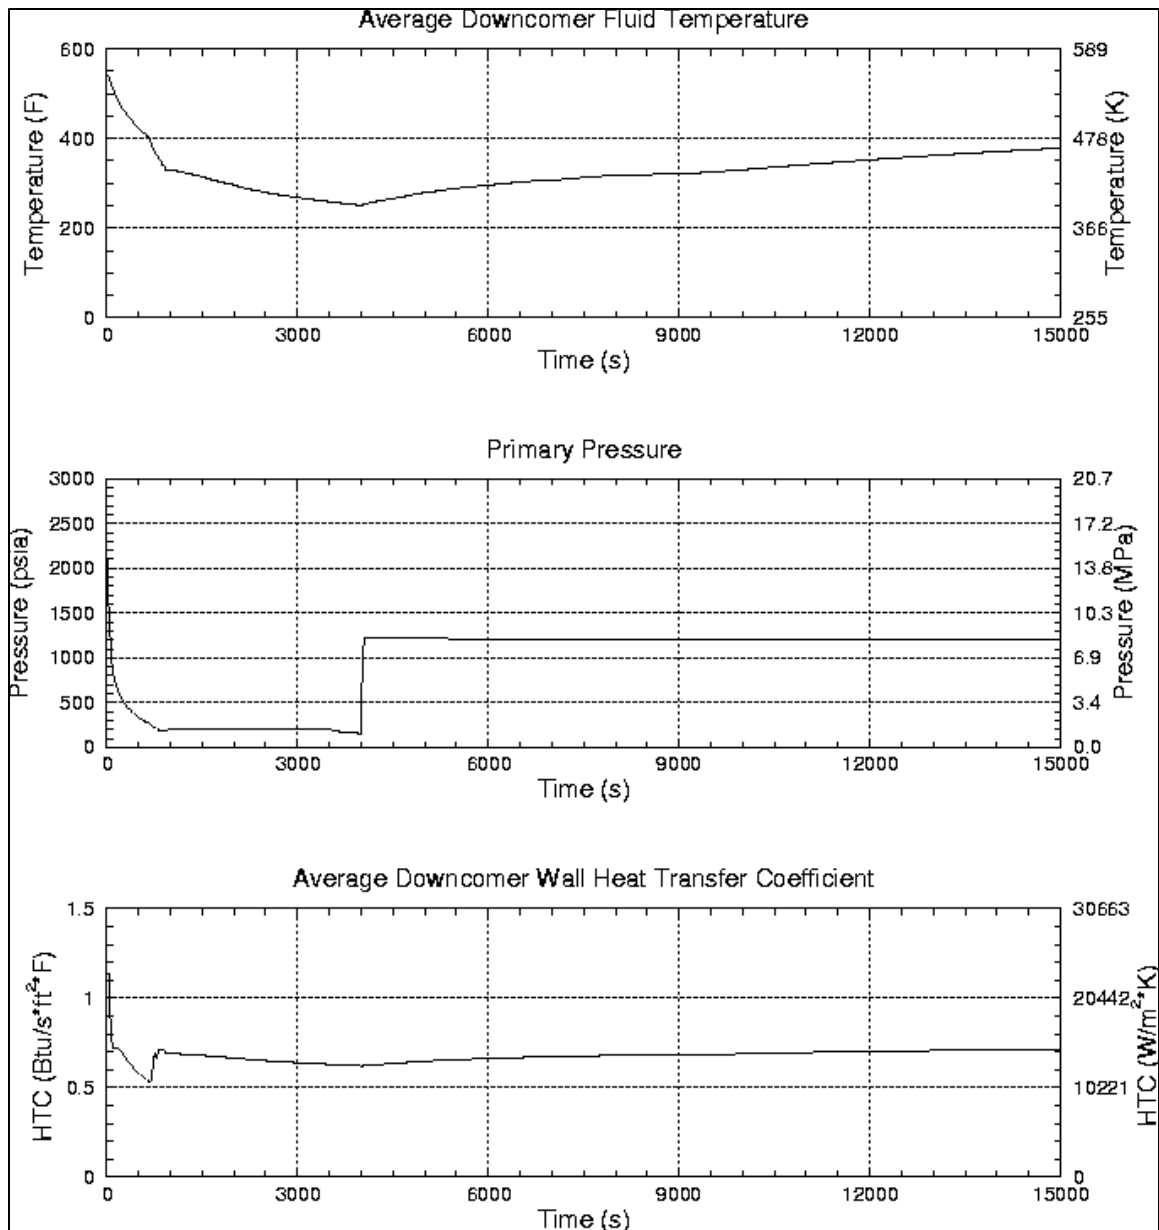 Average Downcomer Fluid Temperature
Temperature (F)
600
400
200
0
589
478
366
255
Temperature (K)
0 3000 6000 9000 12000 15000
Time (s)
Primary Pressure
Pressure (psia)
3000
2500
2000
1500
1000
500
0
20.7
17.2
13.8
10.3
6.9
3.4
0.0
Pressure (MPa)
0 3000 6000 9000 12000 15000
Time (s)
Average Downcomer Wall Heat Transfer Coefficient
HTC (Btu/s*ft²*F)
1.5
1
0.5
0
30663
20442
10221
0
HTC (W/m²*K)
0 3000 6000 9000 12000 15000
Time (s)